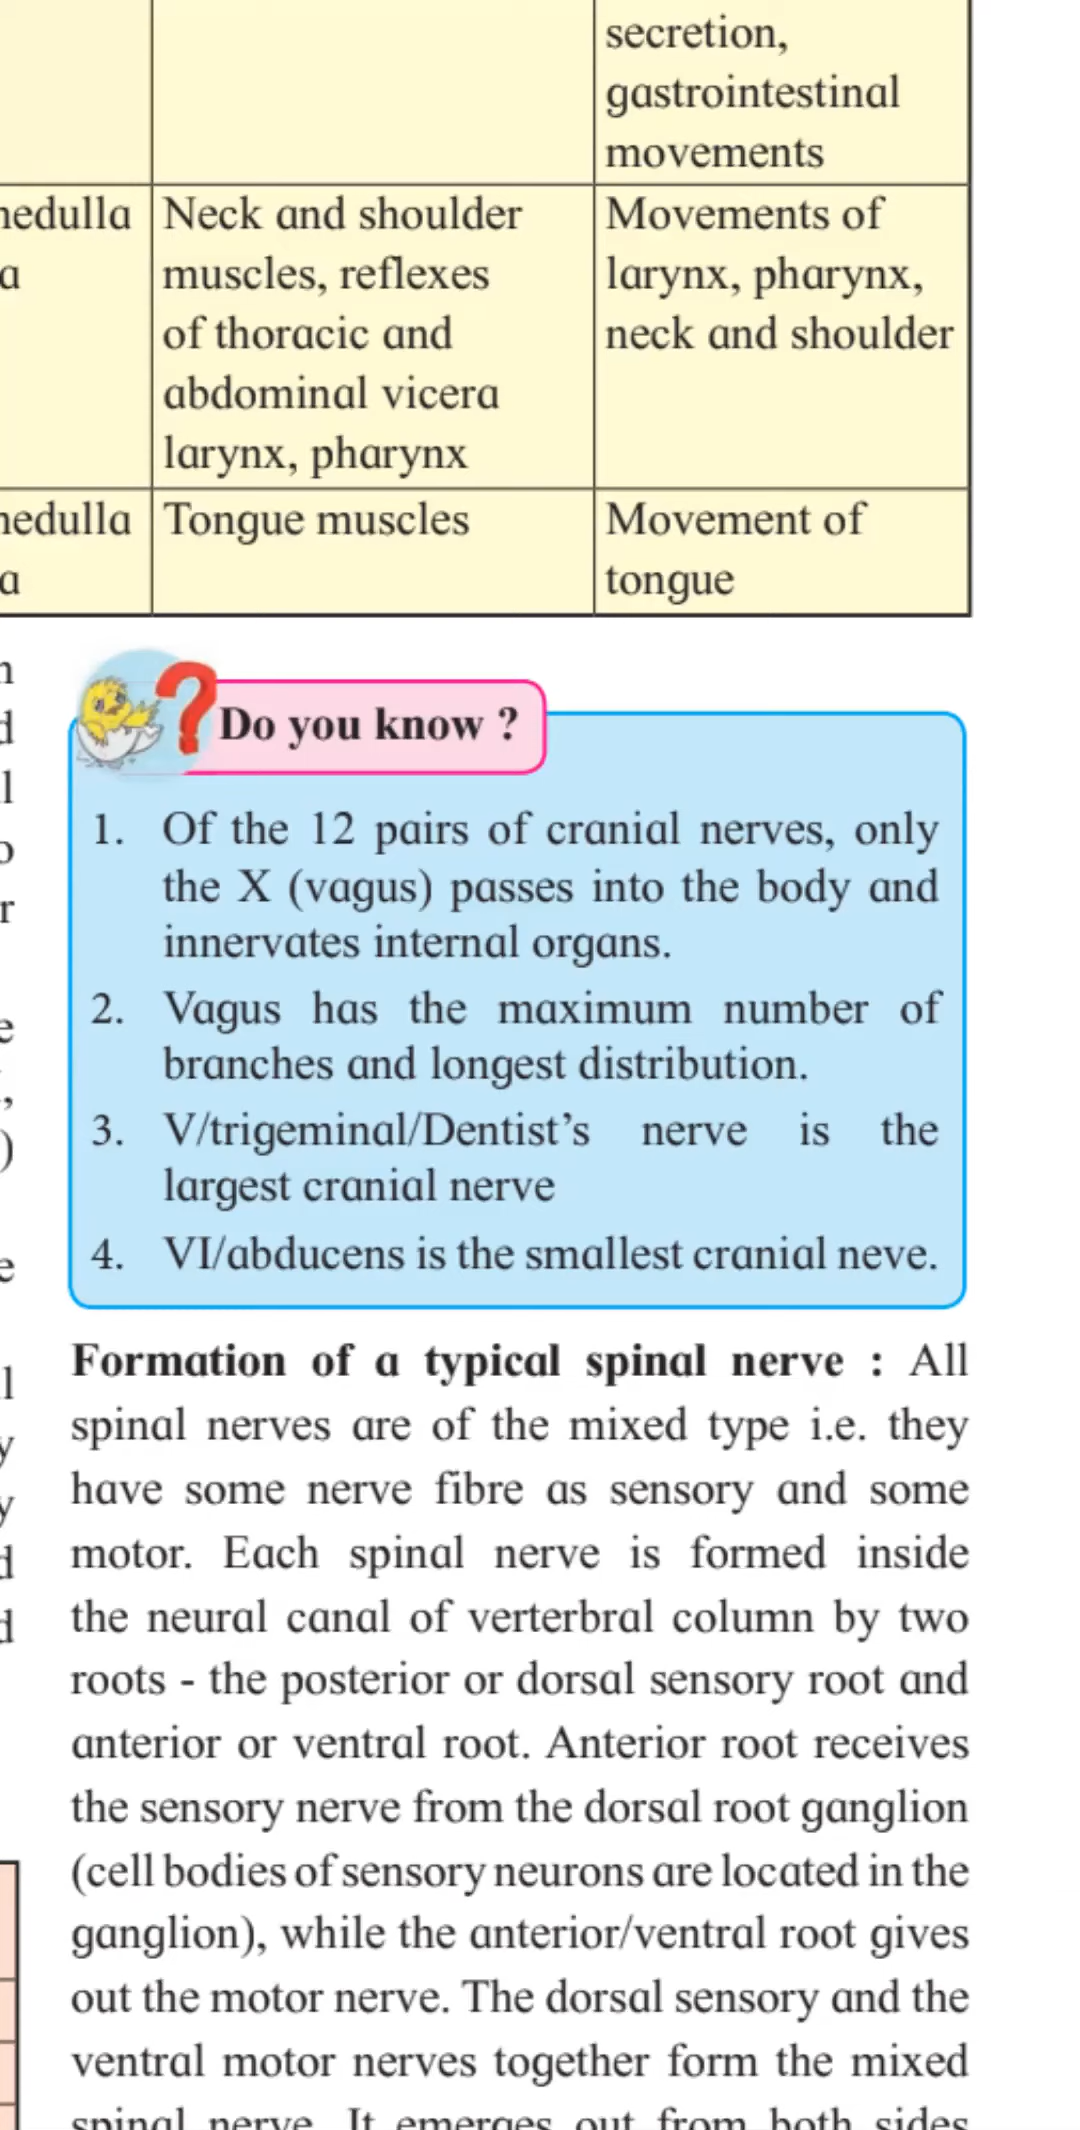 secretion,
gastrointestinal
movements
Neck and shoulder
muscles, reflexes
of thoracic and
abdominal vicera
larynx, pharynx
Movements of
larynx, pharynx,
neck and shoulder
Tongue muscles
Movement of
tongue
Do you know ?
1. Of the 12 pairs of cranial nerves, only
the X (vagus) passes into the body and
innervates internal organs.
2. Vagus has the maximum number of
branches and longest distribution.
3. V/trigeminal/Dentist’s nerve is the
largest cranial nerve
4. VI/abducens is the smallest cranial neve.
Formation of a typical spinal nerve : All
spinal nerves are of the mixed type i.e. they
have some nerve fibre as sensory and some
motor. Each spinal nerve is formed inside
the neural canal of verterbral column by two
roots - the posterior or dorsal sensory root and
anterior or ventral root. Anterior root receives
the sensory nerve from the dorsal root ganglion
(cell bodies of sensory neurons are located in the
ganglion), while the anterior/ventral root gives
out the motor nerve. The dorsal sensory and the
ventral motor nerves together form the mixed
spinal nerve. It emerges out from both sides